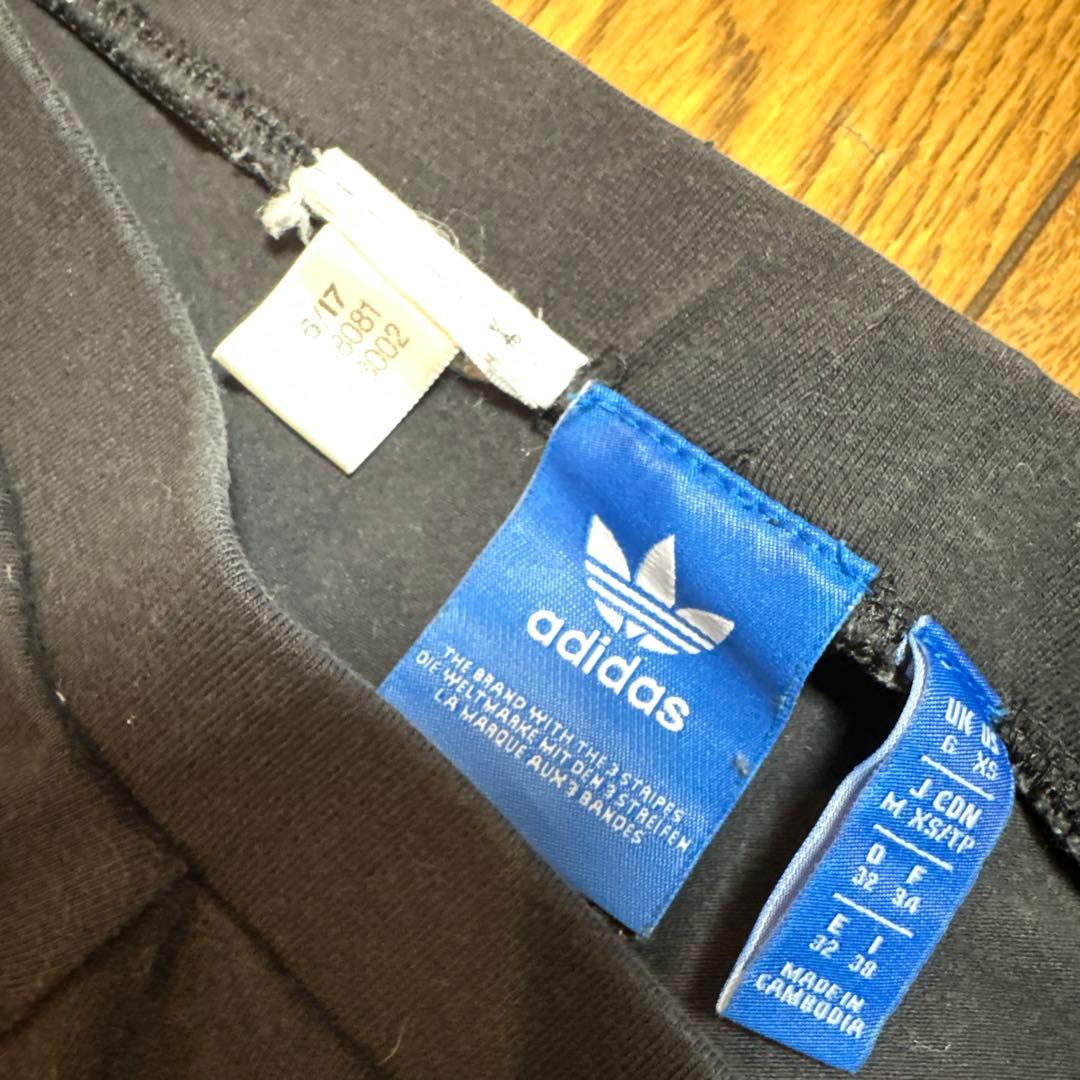 6/17
8081
3002
adidas
THE BRAND WITH THE 3 STRIPES
DIE WELTMARKE MIT DEN 3 STREIFEN
LA MARQUE AUX 3 BANDES
UK US
6 XS
J CDN
M XS/TP
D F
32 34
E I
32 38
MADE IN
CAMBODIA